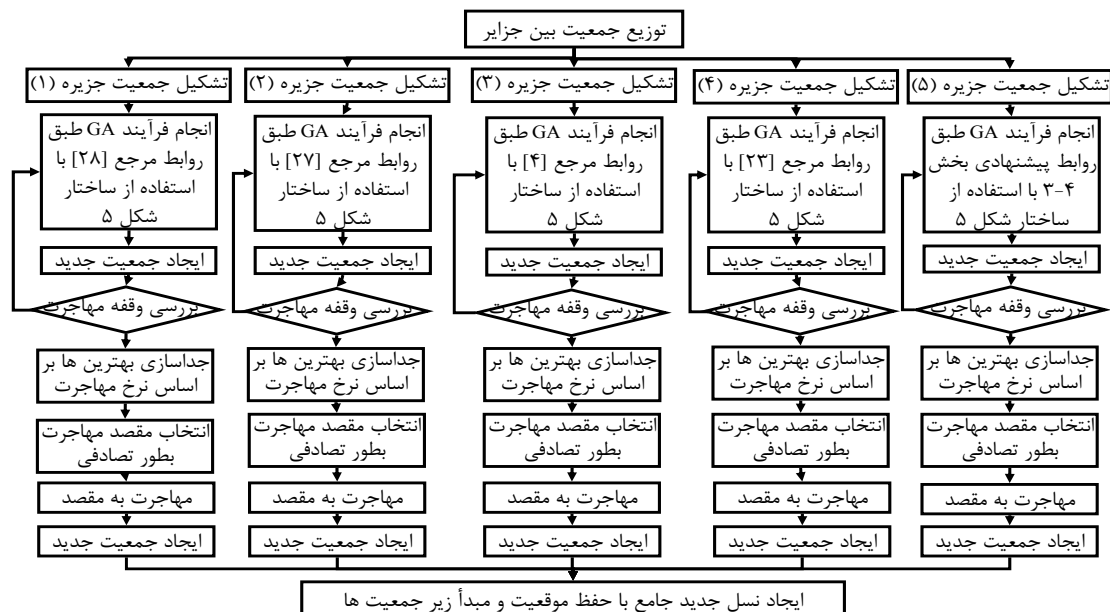 توزیع جمعیت بین جزایر
تشکیل جمعیت جزیره (۱)
انجام فرآیند GA طبق
روابط مرجع [۲۸] با
استفاده از ساختار
شکل ۵
ایجاد جمعیت جدید
بررسی وقفه مهاجرت
جداسازی بهترین ها بر
اساس نرخ مهاجرت
انتخاب مقصد مهاجرت
بطور تصادفی
مهاجرت به مقصد
ایجاد جمعیت جدید
تشکیل جمعیت جزیره (۲)
انجام فرآیند GA طبق
روابط مرجع [۲۷] با
استفاده از ساختار
شکل ۵
ایجاد جمعیت جدید
بررسی وقفه مهاجرت
جداسازی بهترین ها بر
اساس نرخ مهاجرت
انتخاب مقصد مهاجرت
بطور تصادفی
مهاجرت به مقصد
ایجاد جمعیت جدید
تشکیل جمعیت جزیره (۳)
انجام فرآیند GA طبق
روابط مرجع [۴] با
استفاده از ساختار
شکل ۵
ایجاد جمعیت جدید
بررسی وقفه مهاجرت
جداسازی بهترین ها بر
اساس نرخ مهاجرت
انتخاب مقصد مهاجرت
بطور تصادفی
مهاجرت به مقصد
ایجاد جمعیت جدید
تشکیل جمعیت جزیره (۴)
انجام فرآیند GA طبق
روابط مرجع [۲۳] با
استفاده از ساختار
شکل ۵
ایجاد جمعیت جدید
بررسی وقفه مهاجرت
جداسازی بهترین ها بر
اساس نرخ مهاجرت
انتخاب مقصد مهاجرت
بطور تصادفی
مهاجرت به مقصد
ایجاد جمعیت جدید
تشکیل جمعیت جزیره (۵)
انجام فرآیند GA طبق
روابط پیشنهادی بخش
۳-۴ با استفاده از
ساختار شکل ۵
ایجاد جمعیت جدید
بررسی وقفه مهاجرت
جداسازی بهترین ها بر
اساس نرخ مهاجرت
انتخاب مقصد مهاجرت
بطور تصادفی
مهاجرت به مقصد
ایجاد جمعیت جدید
ایجاد نسل جدید جامع با حفظ موقعیت و مبدأ زیر جمعیت ها